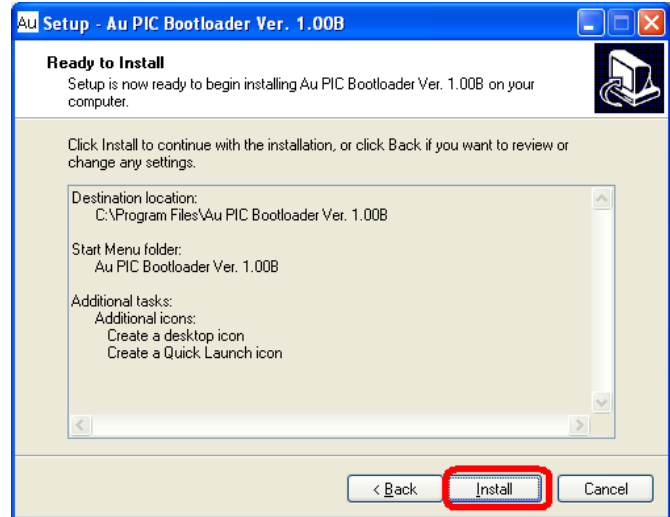 Au Setup - Au PIC Bootloader Ver. 1.00B
Ready to Install
Setup is now ready to begin installing Au PIC Bootloader Ver. 1.00B on your
computer.
Click Install to continue with the installation, or click Back if you want to review or
change any settings.
Destination location:
C:\Program Files\Au PIC Bootloader Ver. 1.00B
Start Menu folder:
Au PIC Bootloader Ver. 1.00B
Additional tasks:
Additional icons:
Create a desktop icon
Create a Quick Launch icon
< Back Install Cancel